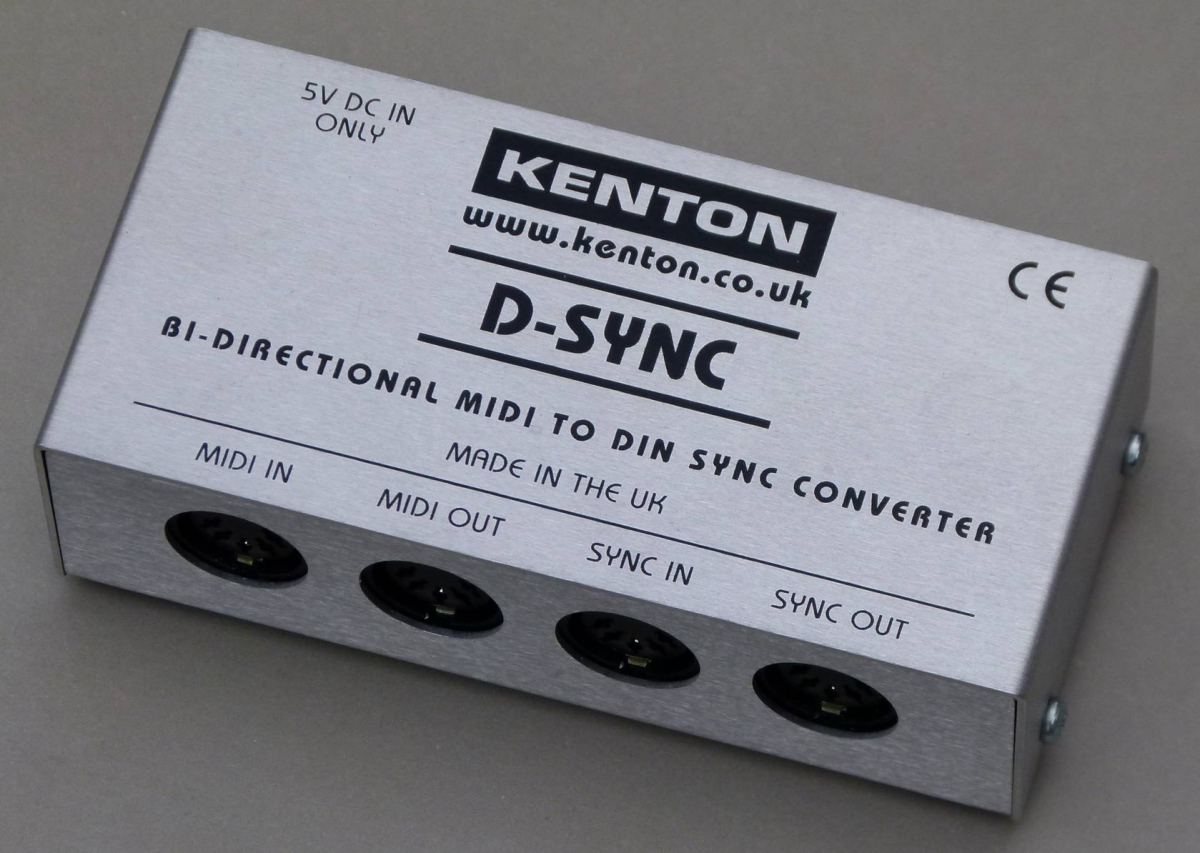 5V DC IN
ONLY
KENTON
www.kenton.co.uk
CE
D-SYNC
BI-DIRECTIONAL MIDI TO DIN SYNC CONVERTER
MADE IN THE UK
MIDI IN
MIDI OUT
SYNC IN
SYNC OUT